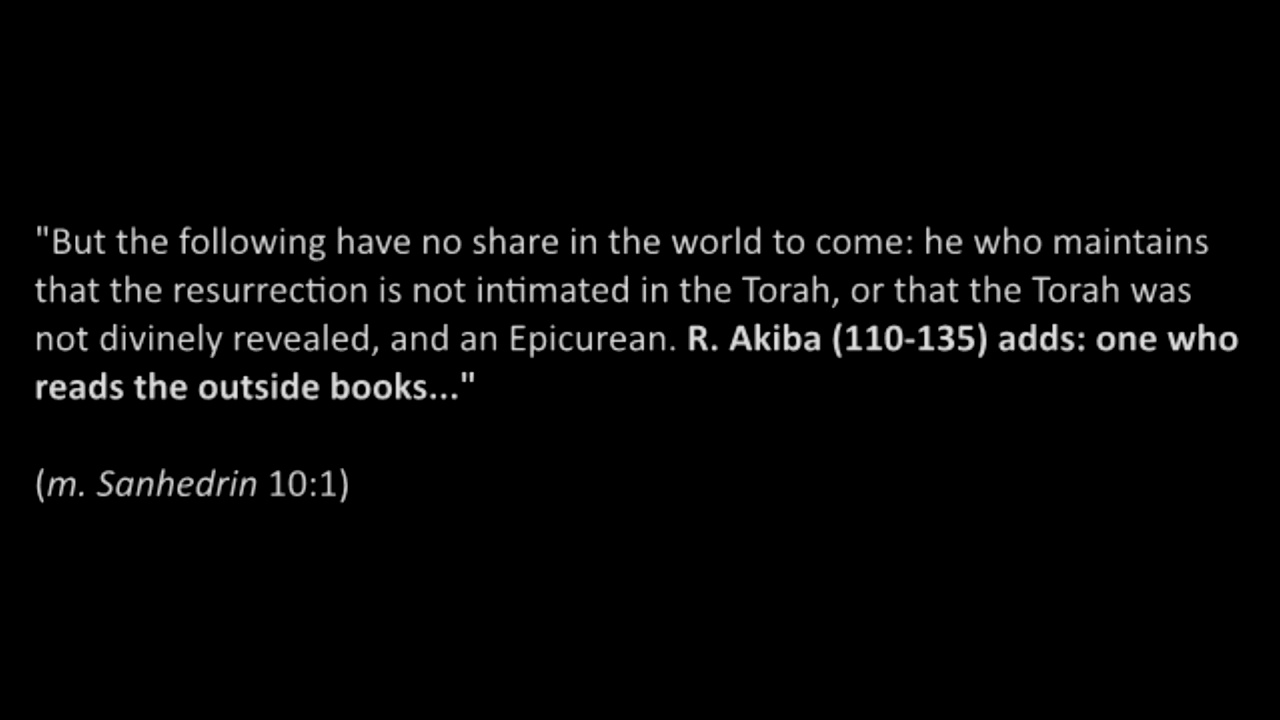 "But the following have no share in the world to come: he who maintains
that the resurrection is not intimated in the Torah, or that the Torah was
not divinely revealed, and an Epicurean. R. Akiba (110-135) adds: one who
reads the outside books..."
(m. Sanhedrin 10:1)